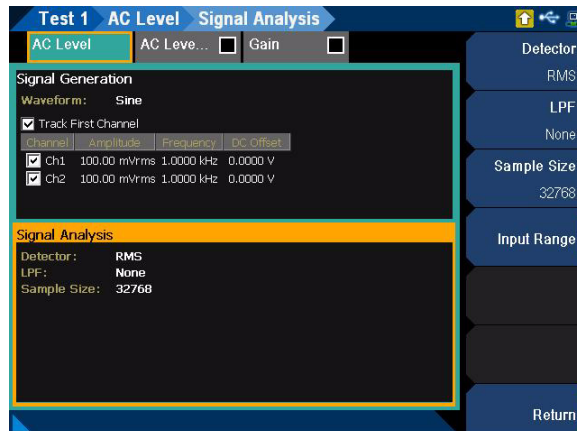 Test 1 AC Level Signal Analysis
AC Level AC Leve... Gain
Signal Generation
Waveform: Sine
Track First Channel
Channel Amplitude Frequency DC Offset
Ch1 100.00 mVrms 1.0000 kHz 0.0000 V
Ch2 100.00 mVrms 1.0000 kHz 0.0000 V
Signal Analysis
Detector: RMS
LPF: None
Sample Size: 32768
Detector
RMS
LPF
None
Sample Size
32768
Input Range
Return